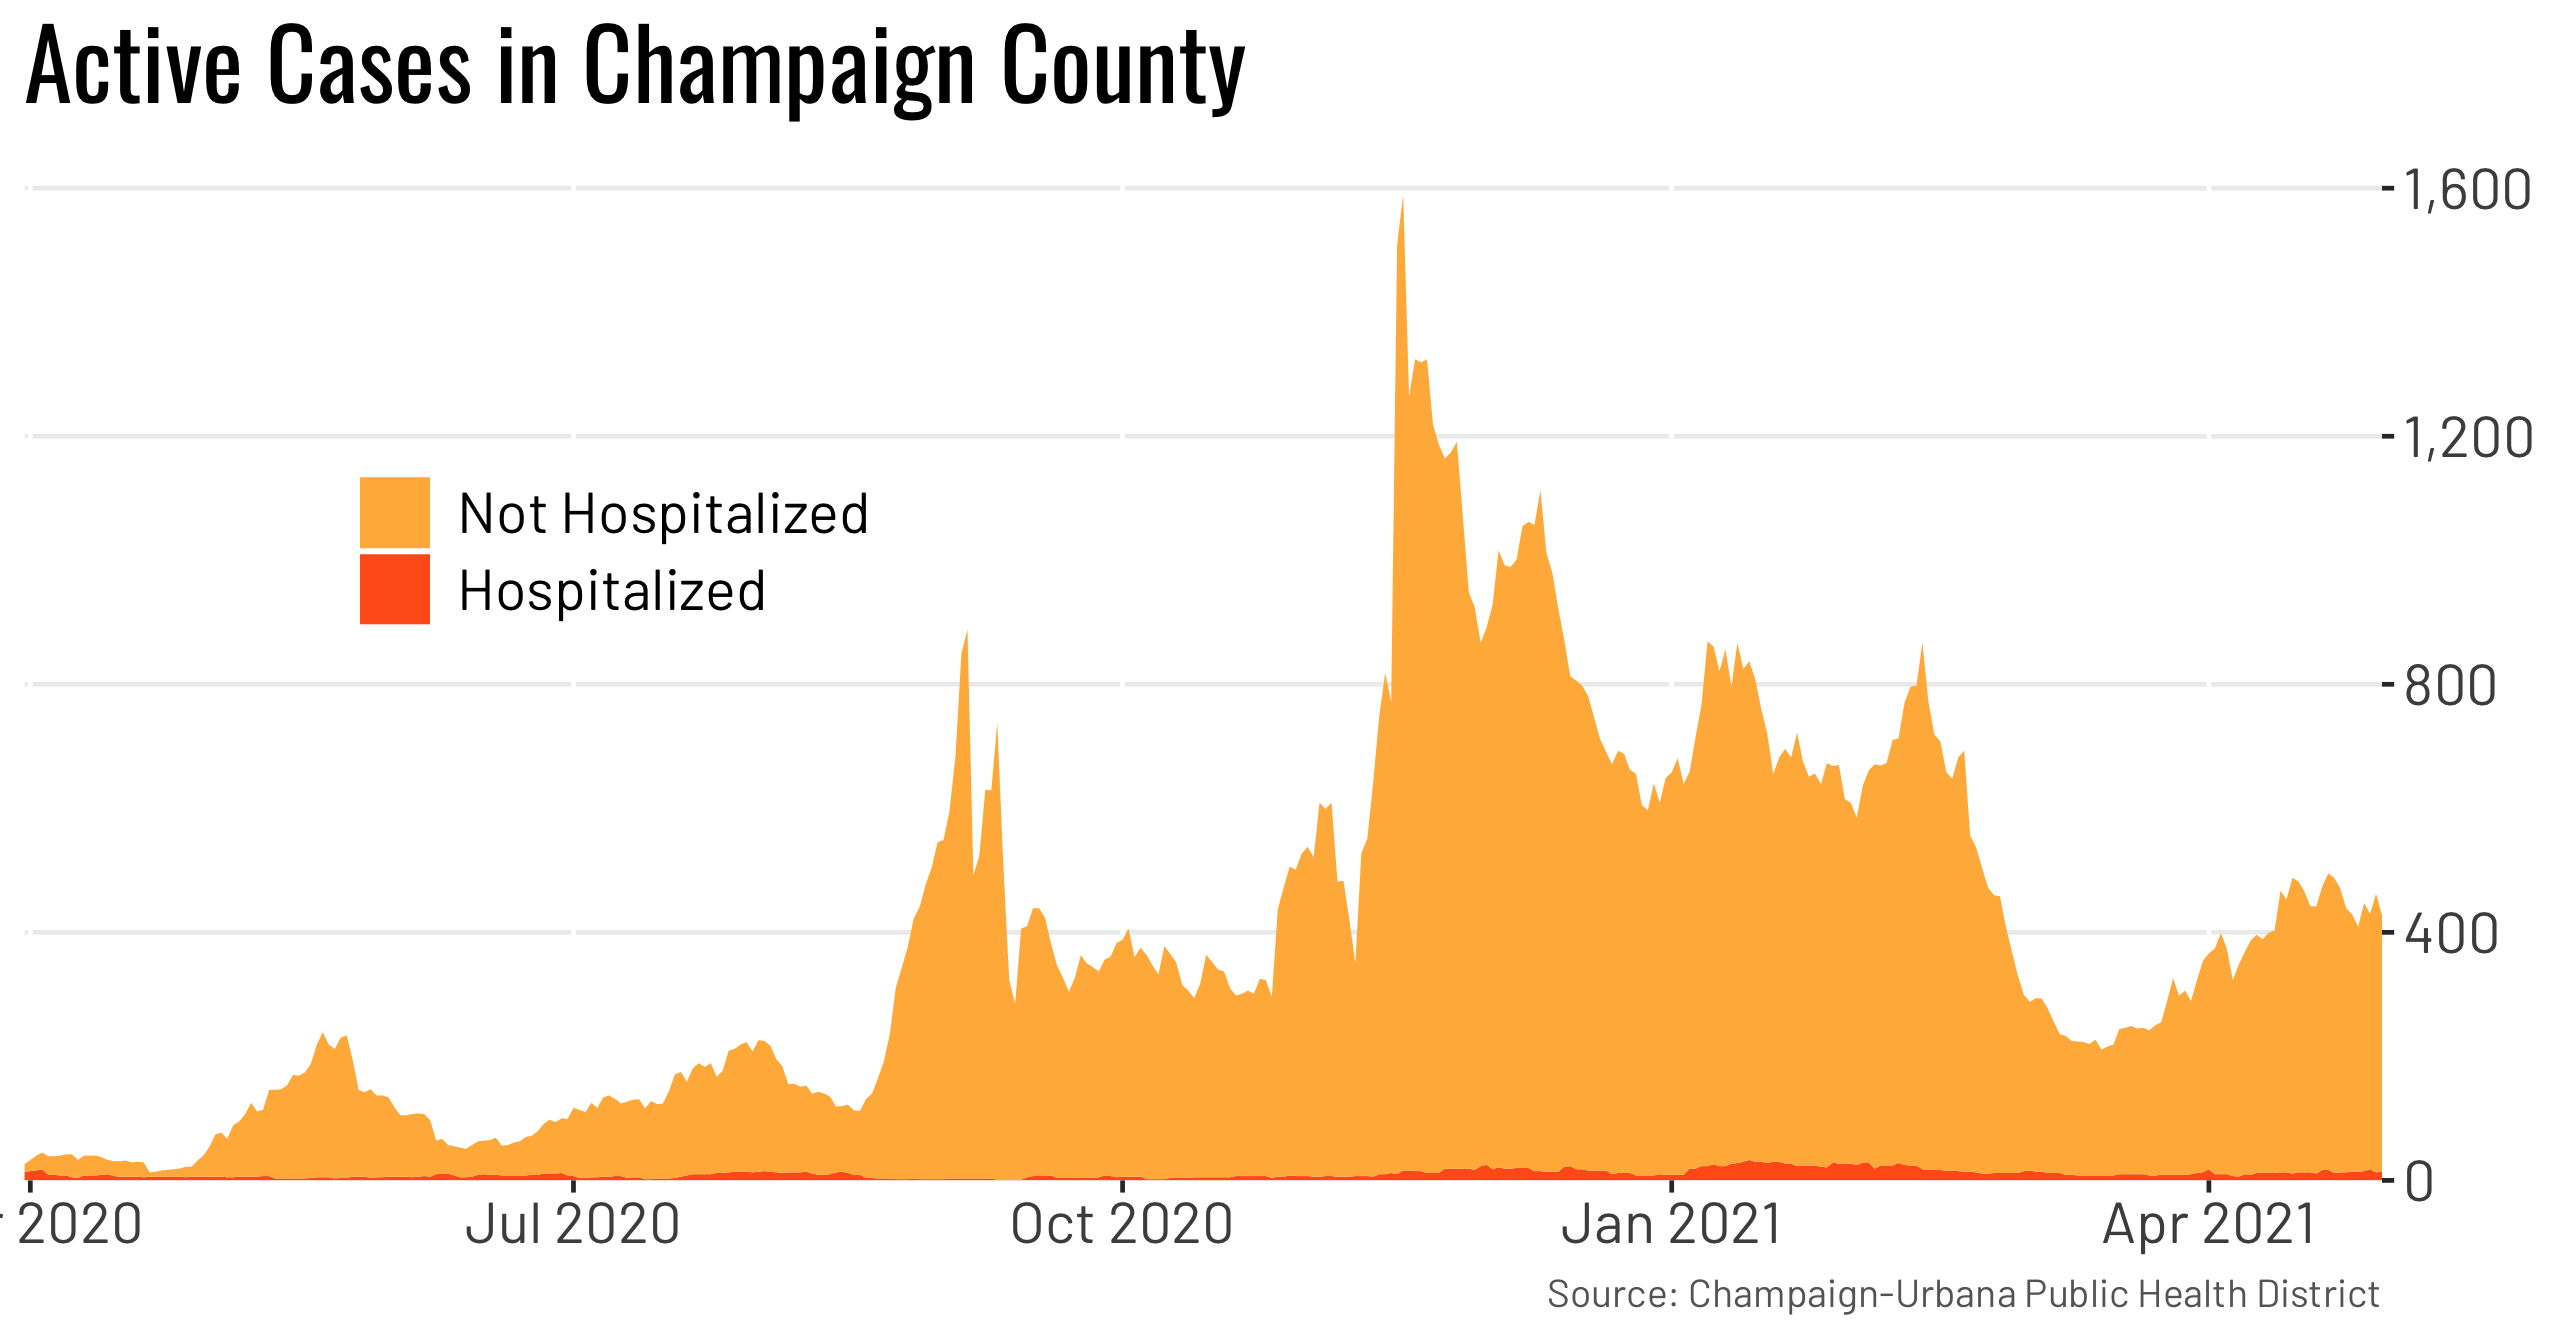 Active Cases in Champaign County
1,600
1,200
Not Hospitalized
Hospitalized
800
400
0
2020 Jul 2020 Oct 2020 Jan 2021 Apr 2021
Source: Champaign-Urbana Public Health District